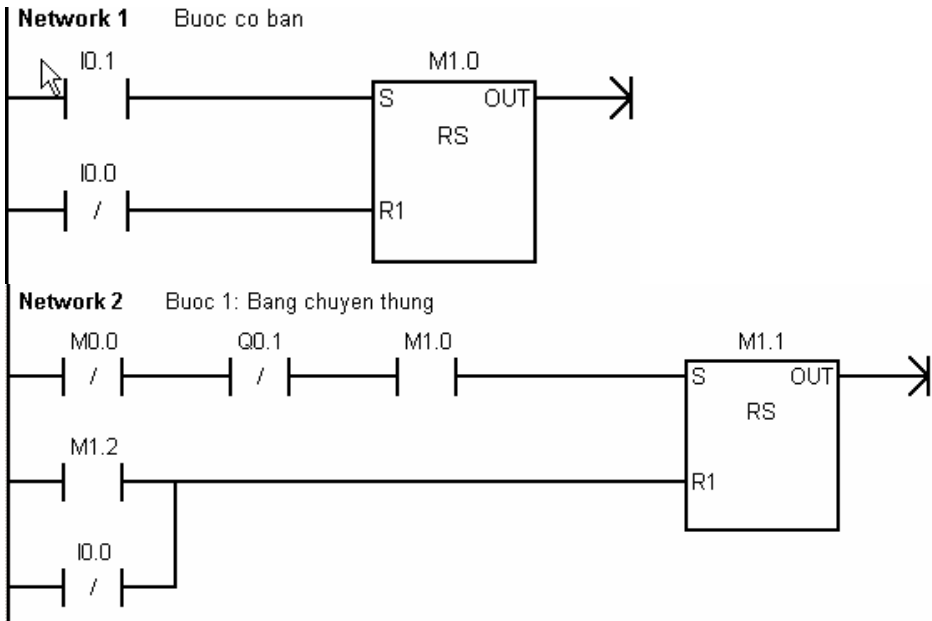 Network 1 Buoc co ban
I0.1 M1.0
S OUT
RS
I0.0
/ R1
Network 2 Buoc 1: Bang chuyen thung
M0.0 Q0.1 M1.0 M1.1
/ / S OUT
RS
M1.2
R1
I0.0
/